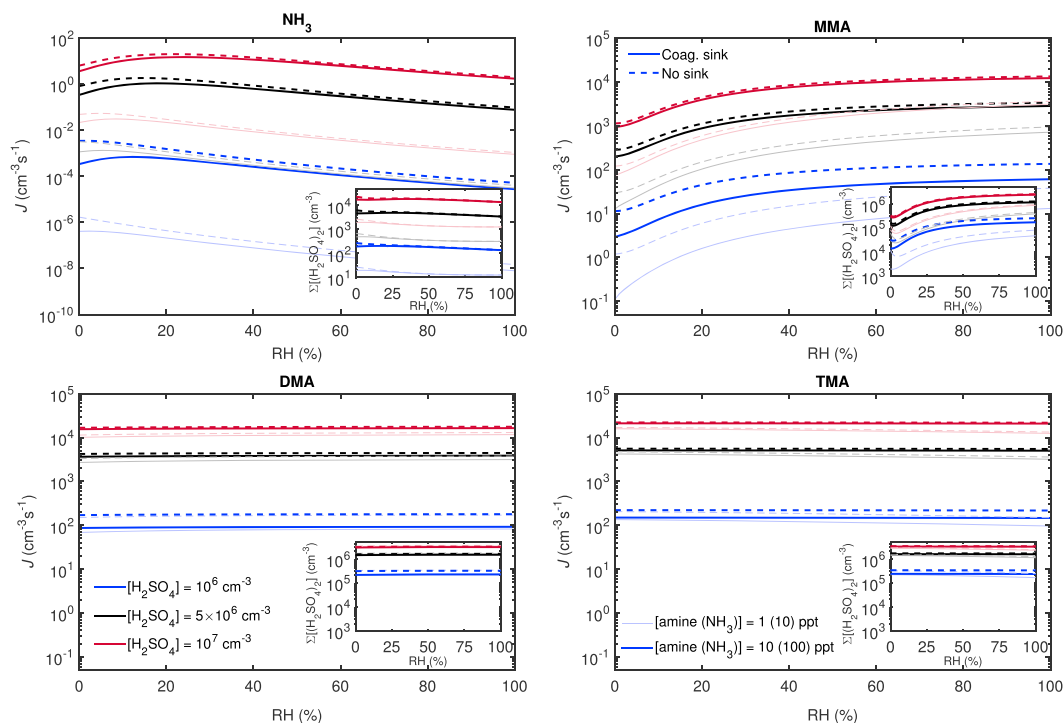 NH3
10^2
10^0
10^-2
10^-4
10^-6
10^-8
10^-10
J (cm^-3s^-1)
0 20 40 60 80 100
RH (%)
10^4
10^3
10^2
10^1
Σ[(H2SO4)2] (cm^-3)
0 25 50 75 100
RH (%)
MMA
Coag. sink
No sink
10^5
10^4
10^3
10^2
10^1
10^0
10^-1
J (cm^-3s^-1)
0 20 40 60 80 100
RH (%)
10^6
10^5
10^4
10^3
Σ[(H2SO4)2] (cm^-3)
0 25 50 75 100
RH (%)
DMA
10^5
10^4
10^3
10^2
10^1
10^0
10^-1
J (cm^-3s^-1)
[H2SO4] = 10^6 cm^-3
[H2SO4] = 5×10^6 cm^-3
[H2SO4] = 10^7 cm^-3
0 20 40 60 80 100
RH (%)
10^6
10^5
10^4
10^3
Σ[(H2SO4)2] (cm^-3)
0 25 50 75 100
RH (%)
TMA
10^5
10^4
10^3
10^2
10^1
10^0
10^-1
J (cm^-3s^-1)
[amine (NH3)] = 1 (10) ppt
[amine (NH3)] = 10 (100) ppt
0 20 40 60 80 100
RH (%)
10^6
10^5
10^4
10^3
Σ[(H2SO4)2] (cm^-3)
0 25 50 75 100
RH (%)